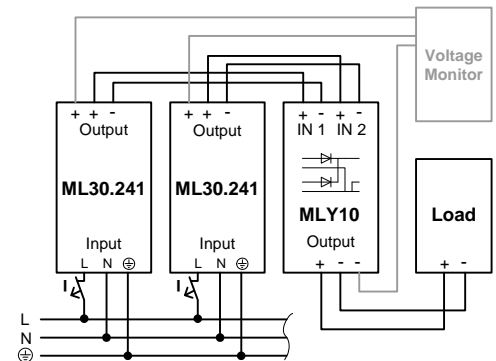 Voltage
Monitor
+ + -
Output
ML30.241
Input
L N ⏚
I
+ + -
Output
ML30.241
Input
L N ⏚
I
+ - + -
IN 1 IN 2
MLY10
Output
+ - -
Load
+ -
L
N
⏚